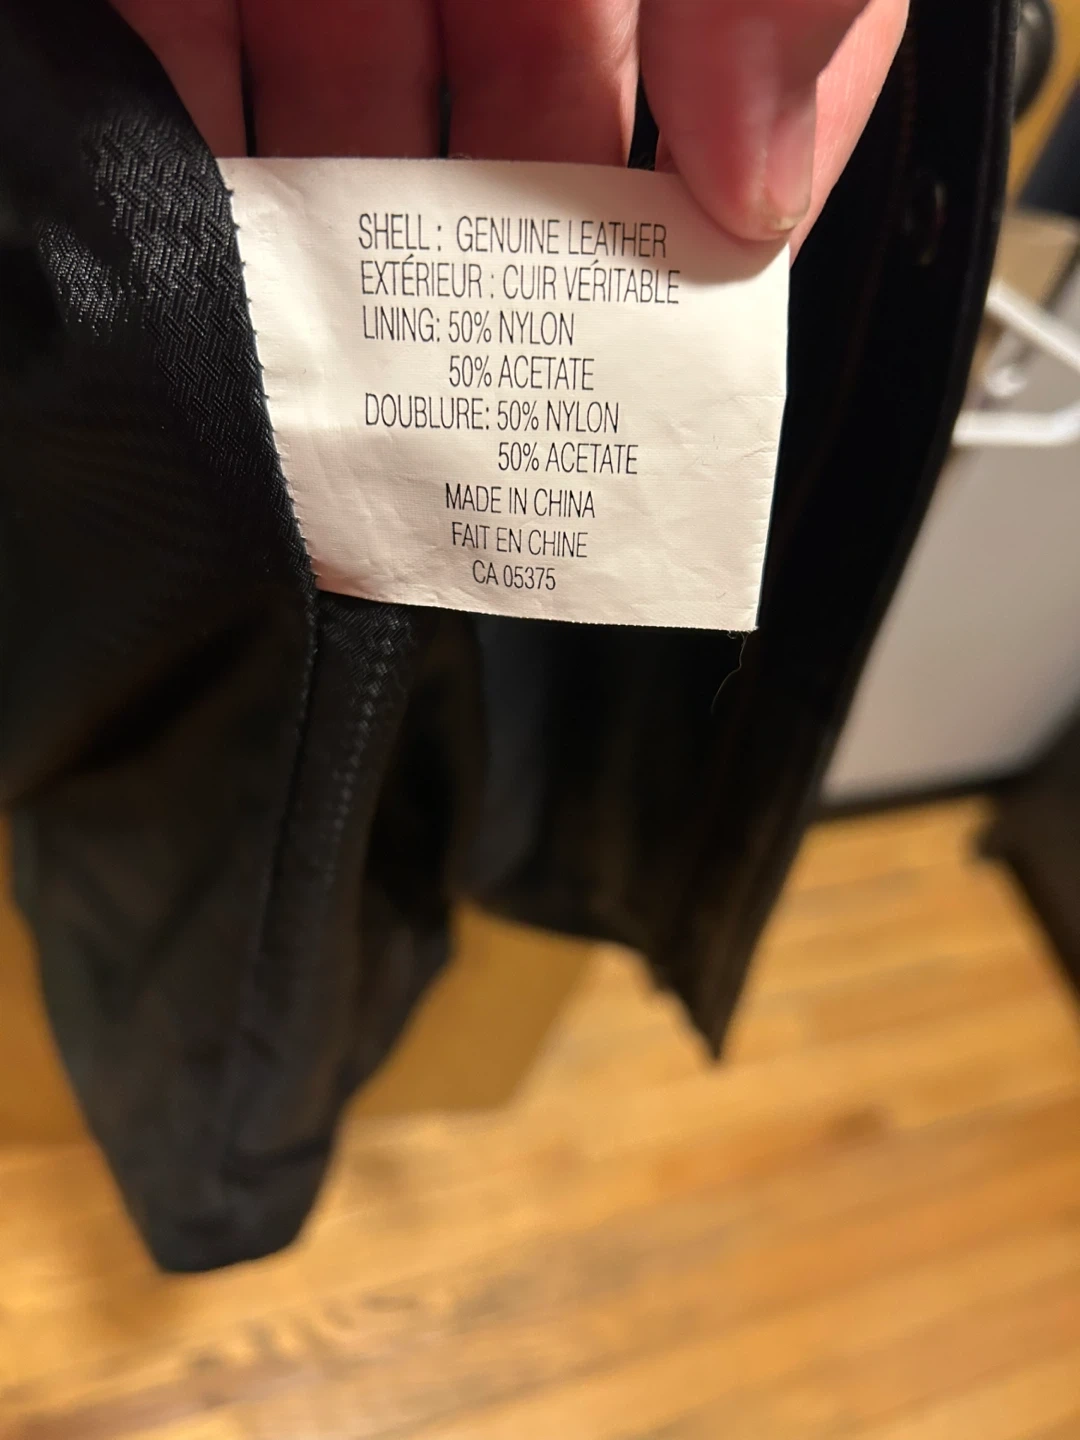 SHELL : GENUINE LEATHER
EXTÉRIEUR : CUIR VÉRITABLE
LINING: 50% NYLON
50% ACETATE
DOUBLURE: 50% NYLON
50% ACETATE
MADE IN CHINA
FAIT EN CHINE
CA 05375